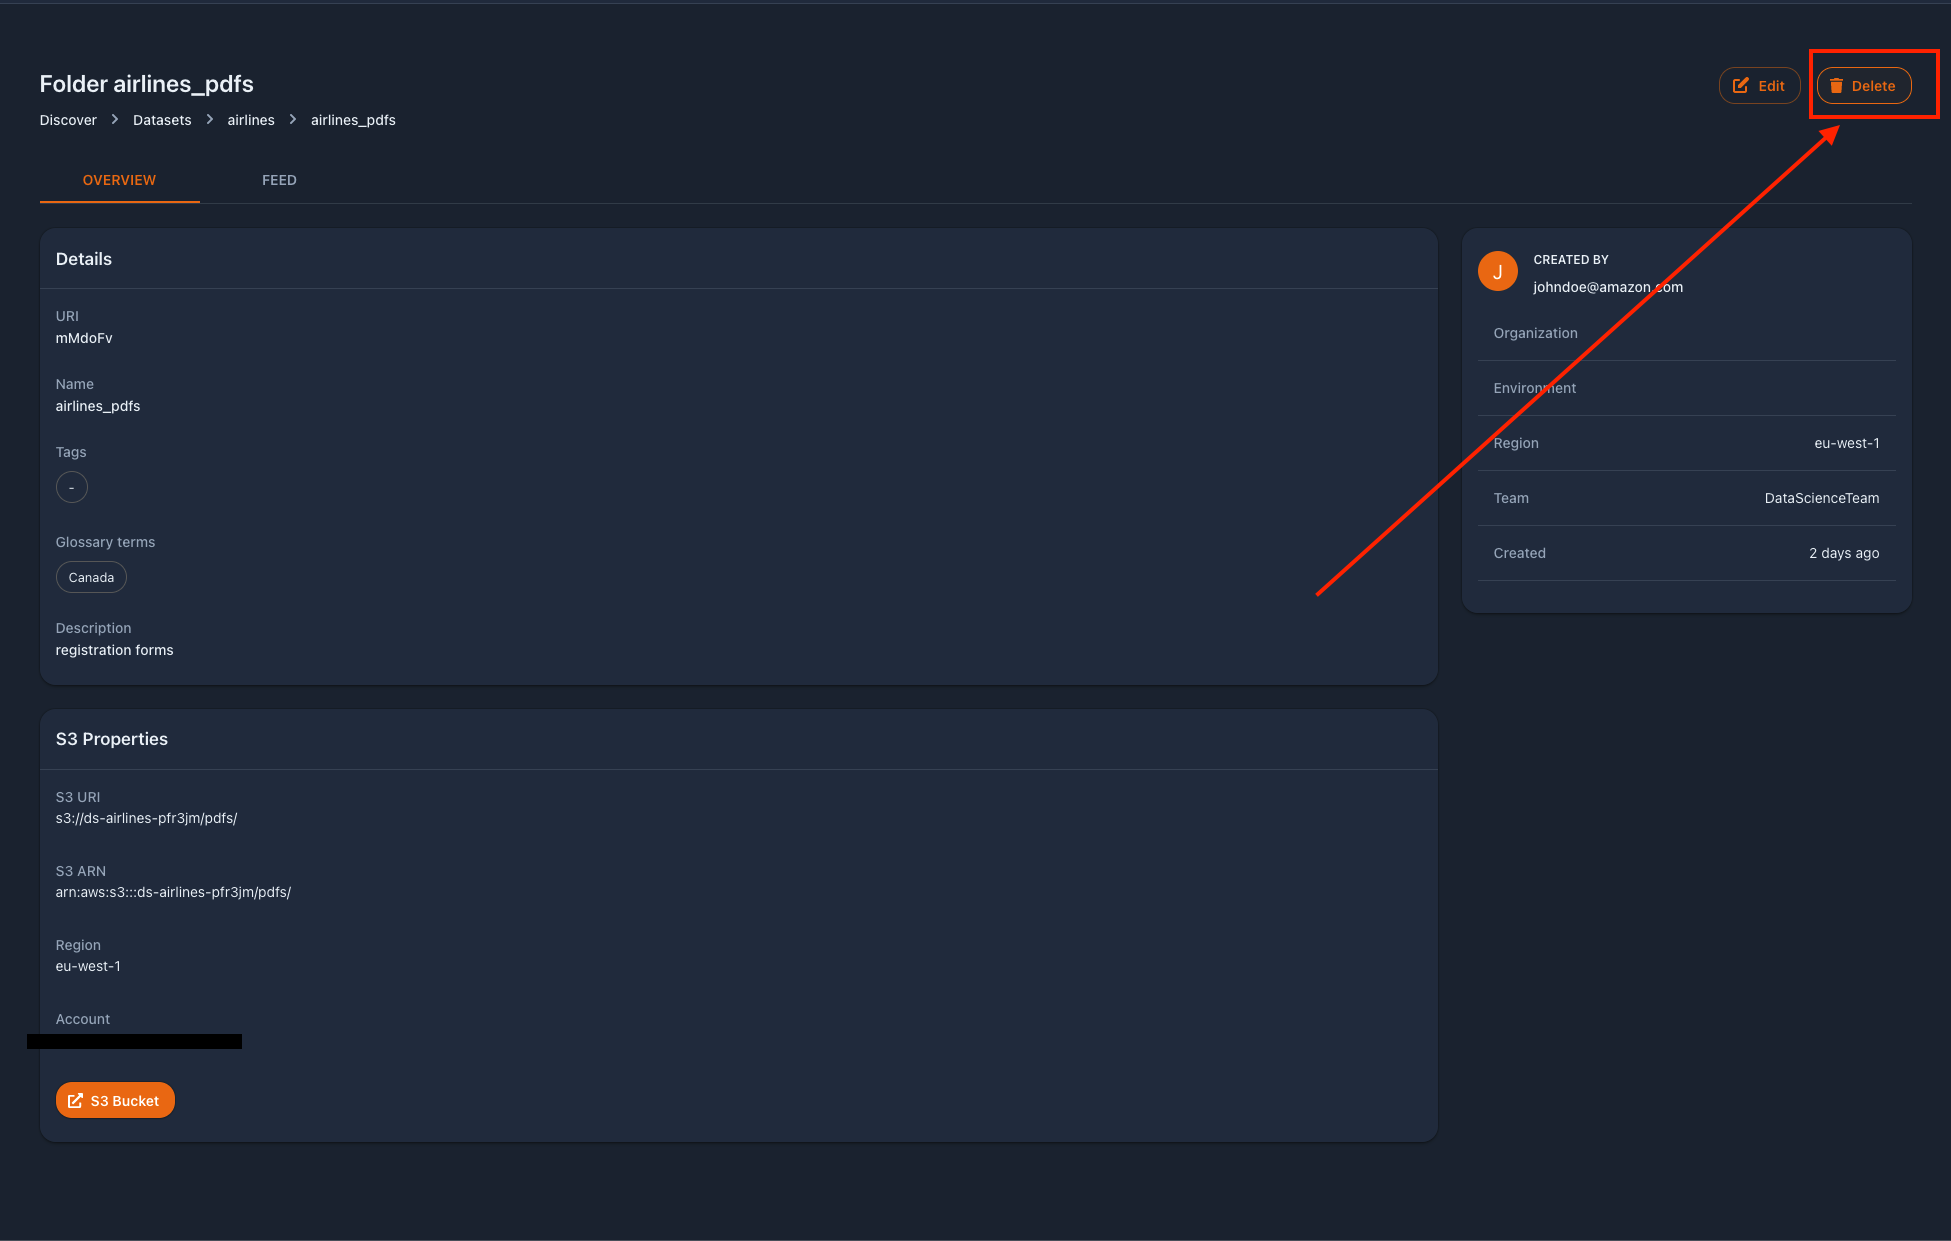 Folder airlines_pdfs
Edit
Delete
Discover > Datasets > airlines > airlines_pdfs
OVERVIEW
FEED
Details
URI
mMdoFv
Name
airlines_pdfs
Tags
-
Glossary terms
Canada
Description
registration forms
J
CREATED BY
johndoe@amazon.com
Organization
Environment
Region
eu-west-1
Team
DataScienceTeam
Created
2 days ago
S3 Properties
S3 URI
s3://ds-airlines-pfr3jm/pdfs/
S3 ARN
arn:aws:s3:::ds-airlines-pfr3jm/pdfs/
Region
eu-west-1
Account
S3 Bucket